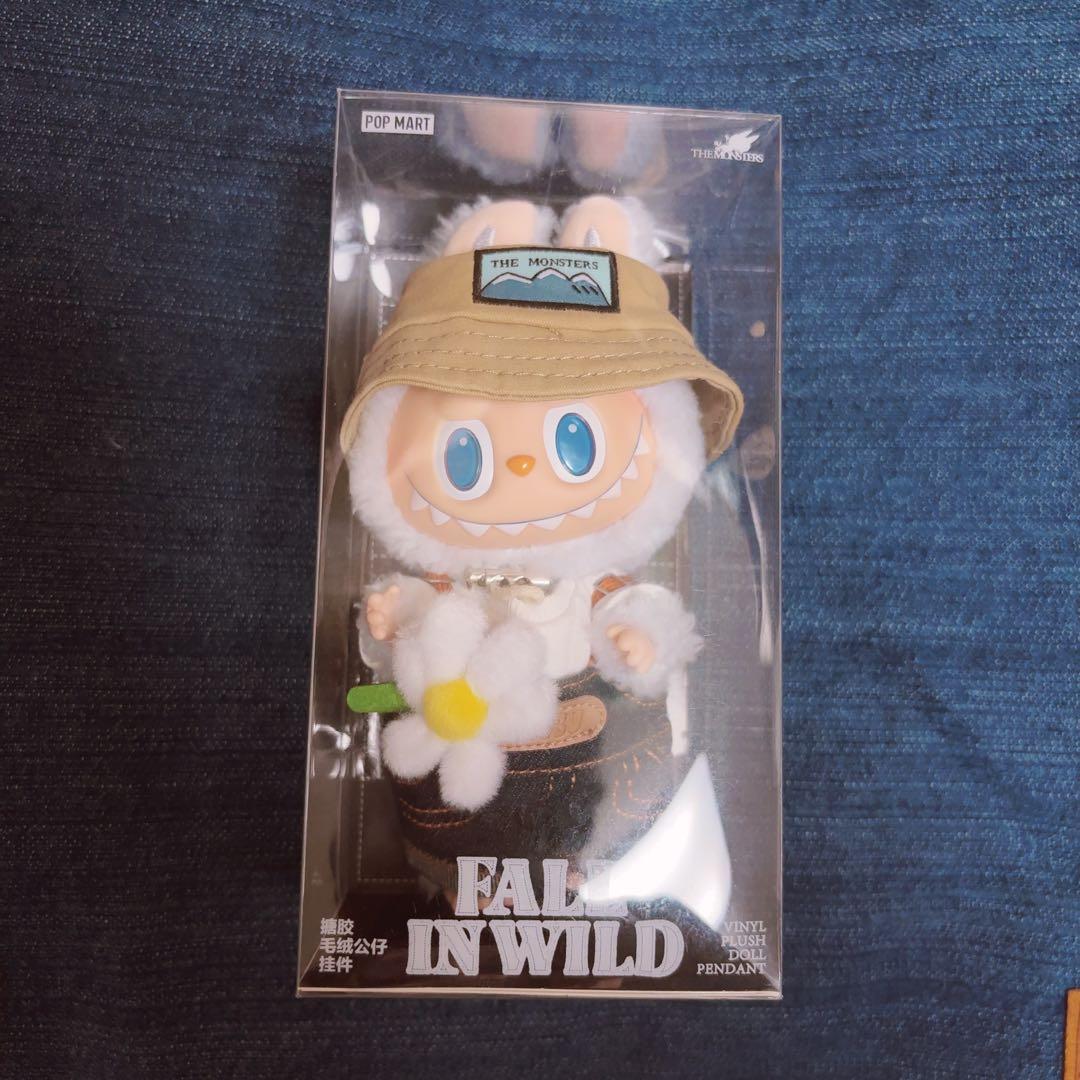 POP MART
THE MONSTERS
THE MONSTERS
FALL
IN WILD
搪胶
毛绒公仔
挂件
VINYL
PLUSH
DOLL
PENDANT